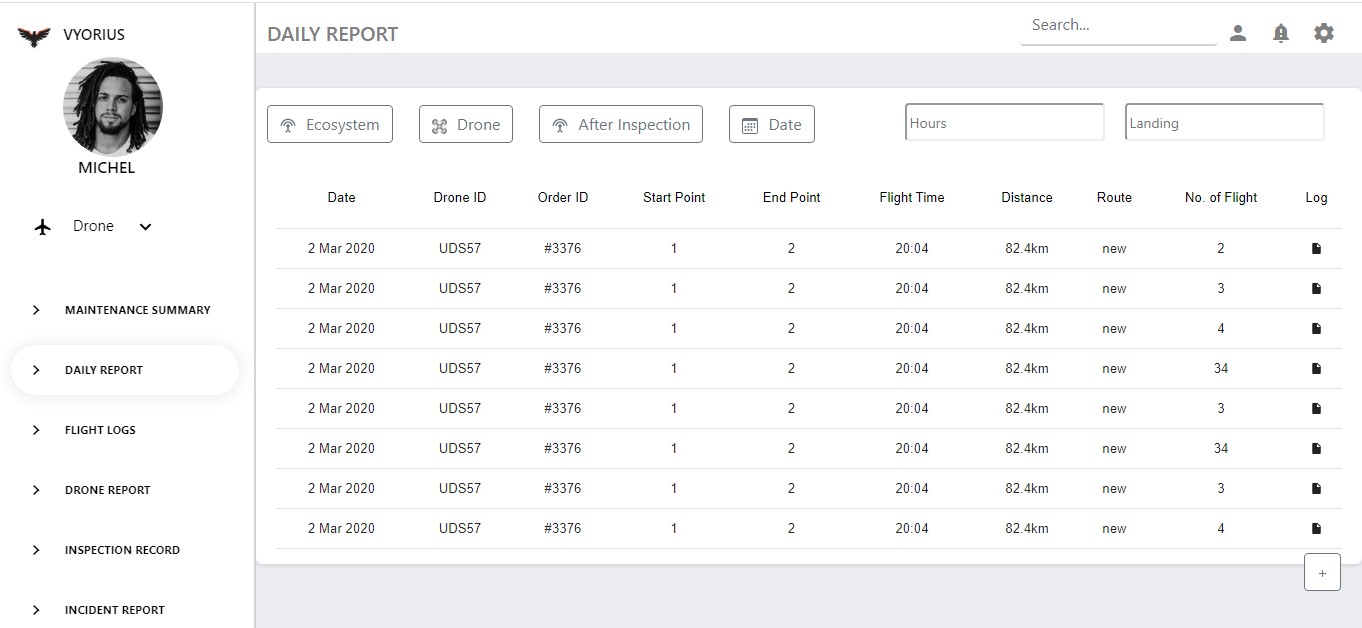 VYORIUS
MICHEL
Drone
MAINTENANCE SUMMARY
DAILY REPORT
FLIGHT LOGS
DRONE REPORT
INSPECTION RECORD
INCIDENT REPORT
DAILY REPORT Search...
Ecosystem Drone After Inspection Date Hours Landing
Date Drone ID Order ID Start Point End Point Flight Time Distance Route No. of Flight Log
2 Mar 2020 UDS57 #3376 1 2 20:04 82.4km new 2
2 Mar 2020 UDS57 #3376 1 2 20:04 82.4km new 3
2 Mar 2020 UDS57 #3376 1 2 20:04 82.4km new 4
2 Mar 2020 UDS57 #3376 1 2 20:04 82.4km new 34
2 Mar 2020 UDS57 #3376 1 2 20:04 82.4km new 3
2 Mar 2020 UDS57 #3376 1 2 20:04 82.4km new 34
2 Mar 2020 UDS57 #3376 1 2 20:04 82.4km new 3
2 Mar 2020 UDS57 #3376 1 2 20:04 82.4km new 4
+